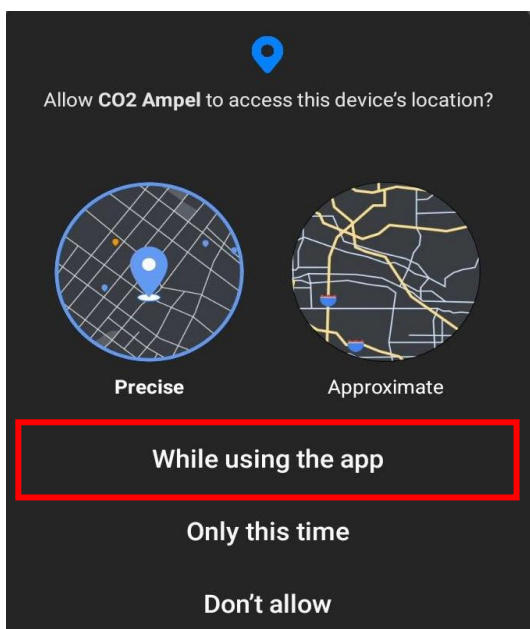 Allow CO2 Ampel to access this device's location?
Precise
Approximate
While using the app
Only this time
Don't allow